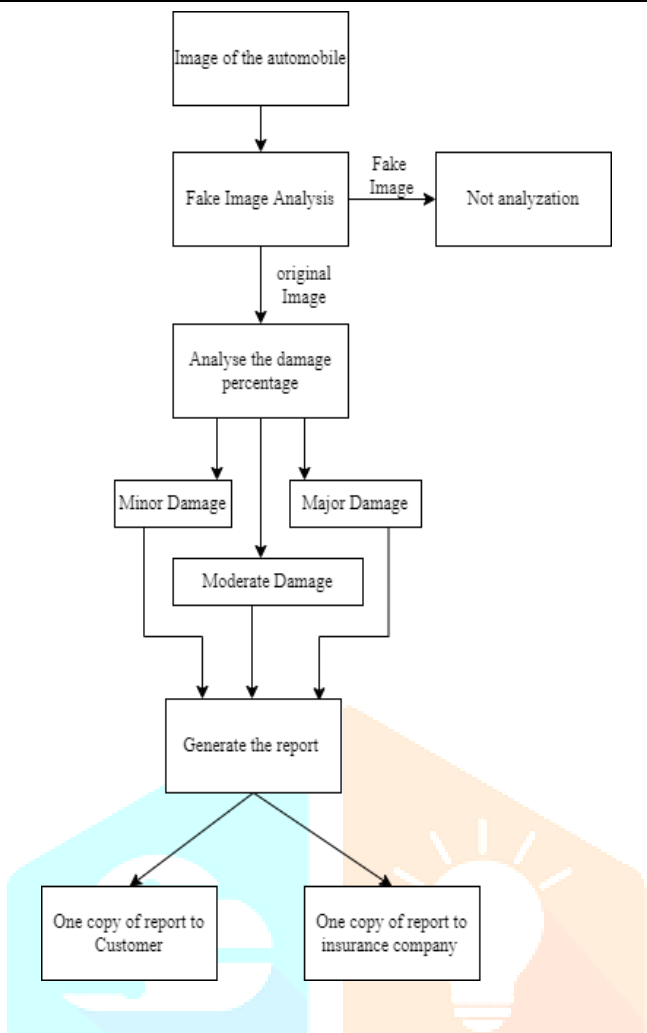 Image of the automobile
Fake
Image
Fake Image Analysis
Not analyzation
original
Image
Analyse the damage
percentage
Minor Damage
Major Damage
Moderate Damage
Generate the report
One copy of report to
Customer
One copy of report to
insurance company